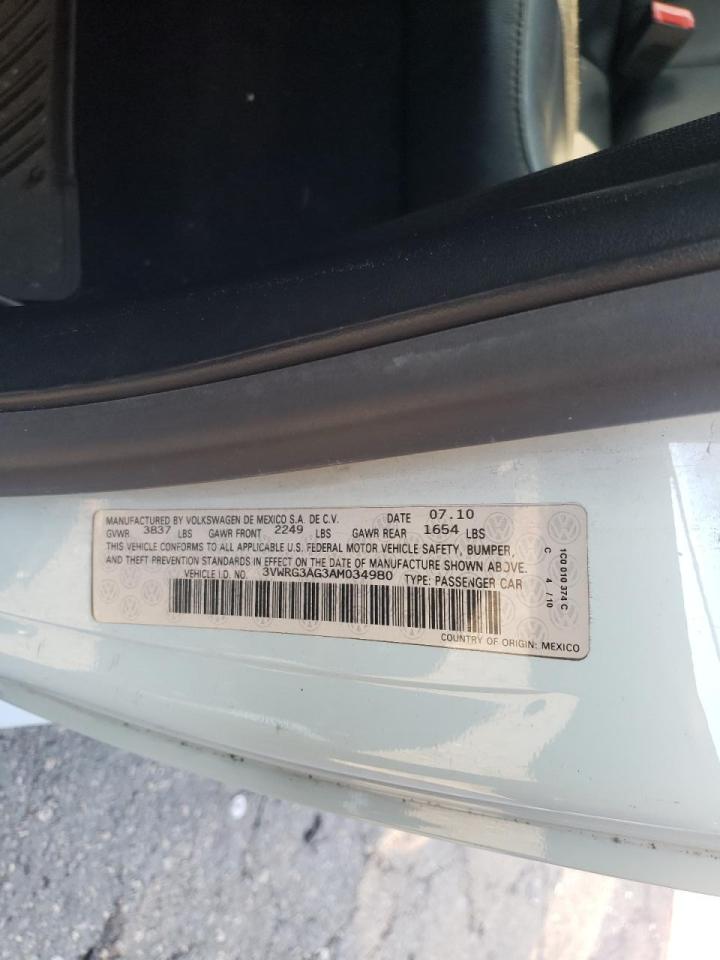 MANUFACTURED BY VOLKSWAGEN DE MEXICO S.A. DE C.V. DATE 07.10
GVWR 3837 LBS GAWR FRONT 2249 LBS GAWR REAR 1654 LBS
THIS VEHICLE CONFORMS TO ALL APPLICABLE U.S. FEDERAL MOTOR VEHICLE SAFETY, BUMPER,
AND THEFT PREVENTION STANDARDS IN EFFECT ON THE DATE OF MANUFACTURE SHOWN ABOVE.
VEHICLE I.D. NO. 3VWRG3AG3AM034980 TYPE: PASSENGER CAR
COUNTRY OF ORIGIN: MEXICO
1C0 010 374 C
C 4 / 10